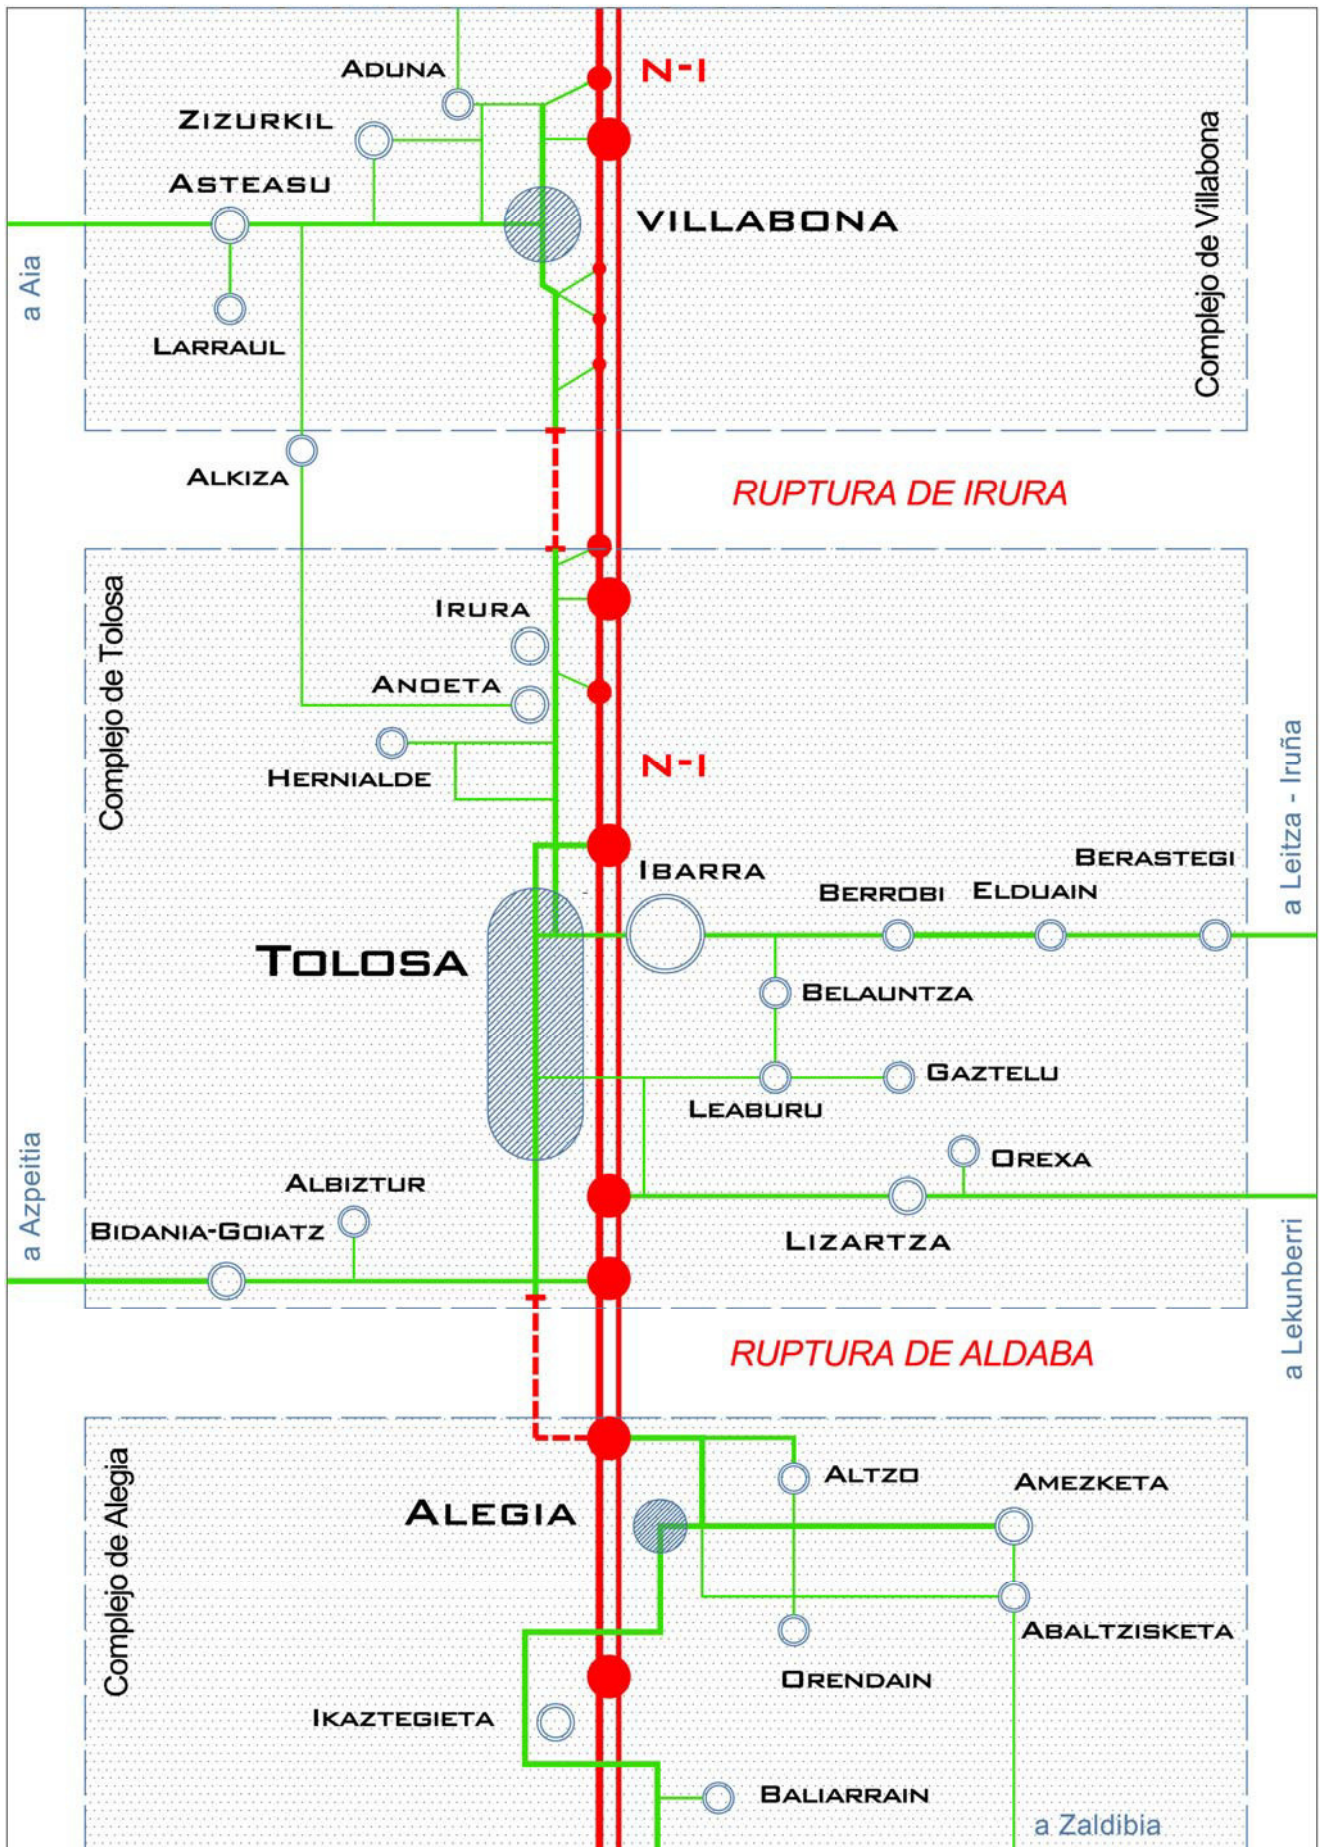 ADUNA
N-I
ZIZURKIL
ASTEASU
VILLABONA
Complejo de Villabona
a Aia
LARRAUL
ALKIZA
RUPTURA DE IRURA
Complejo de Tolosa
IRURA
ANOETA
HERNIALDE
N-I
a Leitza - Iruña
IBARRA
BERASTEGI
BERROBI
ELDUAIN
TOLOSA
BELAUNTZA
GAZTELU
LEABURU
OREXA
a Azpeitia
ALBIZTUR
BIDANIA-GOIATZ
LIZARTZA
a Lekunberri
RUPTURA DE ALDABA
Complejo de Alegia
ALTZO
AMEZKETA
ALEGIA
ABALTZISKETA
ORENDAIN
IKAZTEGIETA
BALIARRAIN
a Zaldibia